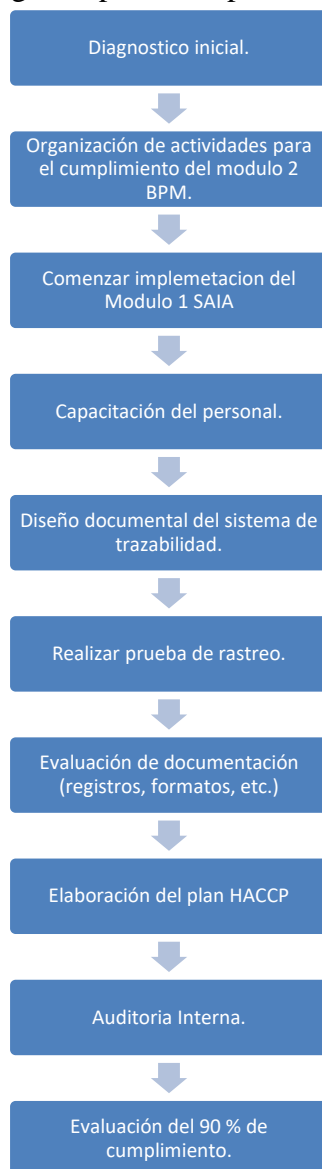 Diagnostico inicial.
Organización de actividades para
el cumplimiento del modulo 2
BPM.
Comenzar implemetacion del
Modulo 1 SAIA
Capacitación del personal.
Diseño documental del sistema de
trazabilidad.
Realizar prueba de rastreo.
Evaluación de documentación
(registros, formatos, etc.)
Elaboración del plan HACCP
Auditoria Interna.
Evaluación del 90 % de
cumplimiento.